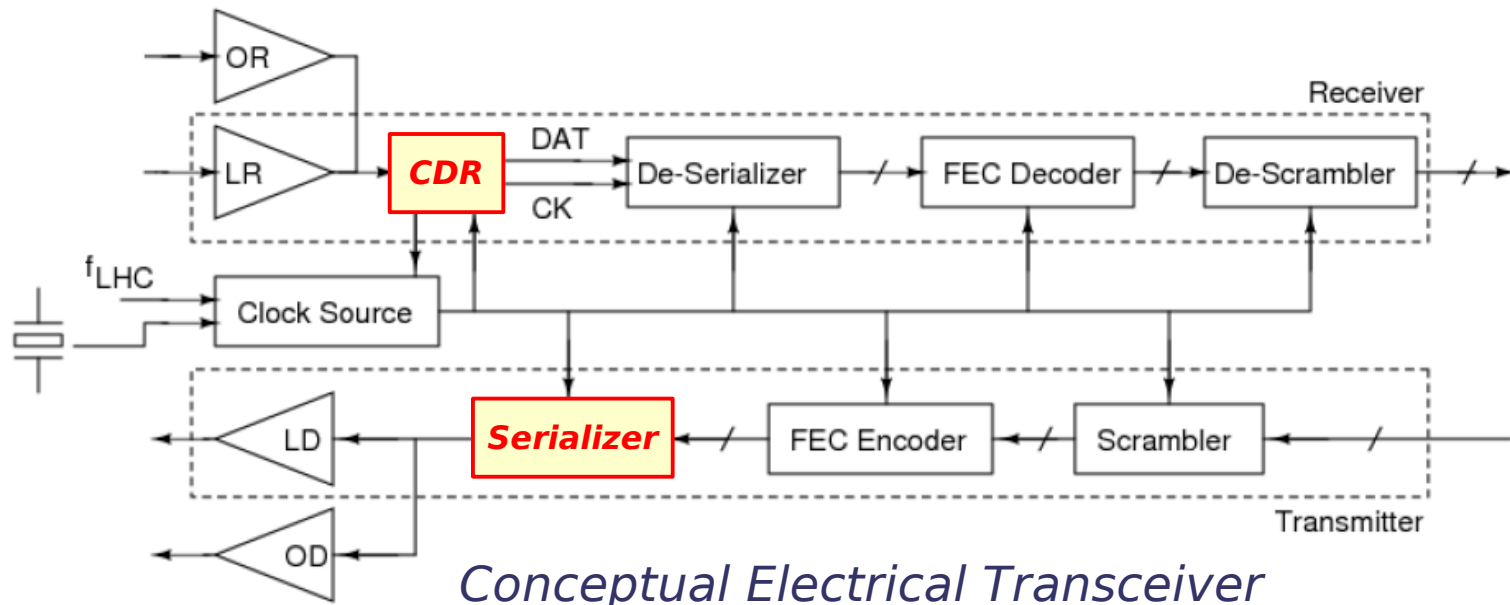 OR
Receiver
LR
CDR
DAT
CK
De-Serializer
FEC Decoder
De-Scrambler
fLHC
Clock Source
LD
Serializer
FEC Encoder
Scrambler
Transmitter
OD
Conceptual Electrical Transceiver